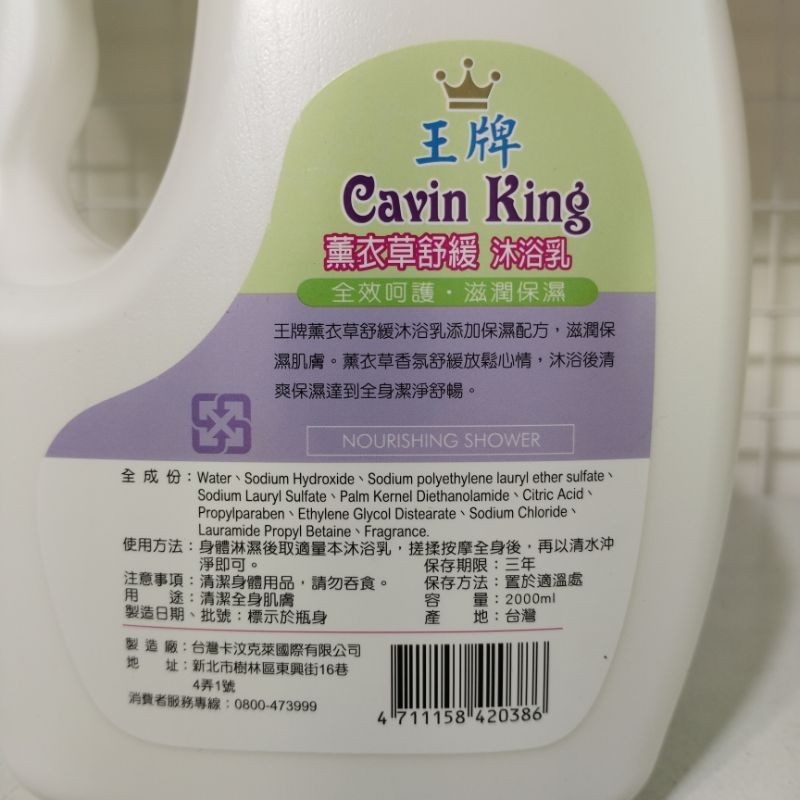 王牌
Cavin King
薰衣草舒緩 沐浴乳
全效呵護・滋潤保濕
王牌薰衣草舒緩沐浴乳添加保濕配方，滋潤保
濕肌膚。薰衣草香氛舒緩放鬆心情，沐浴後清
爽保濕達到全身潔淨舒暢。
NOURISHING SHOWER
全成份：Water、Sodium Hydroxide、Sodium polyethylene lauryl ether sulfate、
Sodium Lauryl Sulfate、Palm Kernel Diethanolamide、Citric Acid、
Propylparaben、Ethylene Glycol Distearate、Sodium Chloride、
Lauramide Propyl Betaine、Fragrance.
使用方法：身體淋濕後取適量本沐浴乳，搓揉按摩全身後，再以清水沖
淨即可。 保存期限：三年
注意事項：清潔身體用品，請勿吞食。 保存方法：置於適溫處
用途：清潔全身肌膚 容量：2000ml
製造日期、批號：標示於瓶身 產地：台灣
製造廠：台灣卡汶克萊國際有限公司
地址：新北市樹林區東興街16巷
4弄1號
消費者服務專線：0800-473999
4 711158 420386